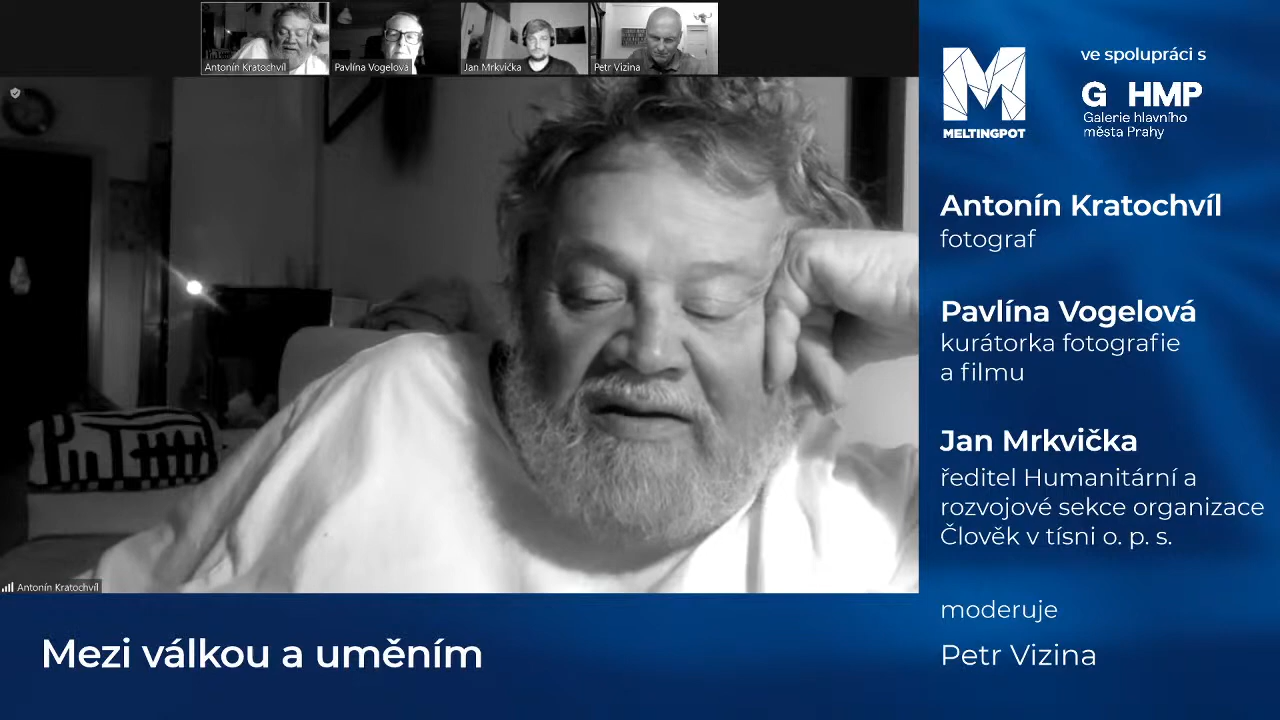 Antonín Kratochvíl
Pavlína Vogelová
Jan Mrkvička
Petr Vizina
Antonín Kratochvíl
Mezi válkou a uměním
MELTINGPOT
ve spolupráci s
G HMP
Galerie hlavního
města Prahy
Antonín Kratochvíl
fotograf
Pavlína Vogelová
kurátorka fotografie
a filmu
Jan Mrkvička
ředitel Humanitární a
rozvojové sekce organizace
Člověk v tísni o. p. s.
moderuje
Petr Vizina